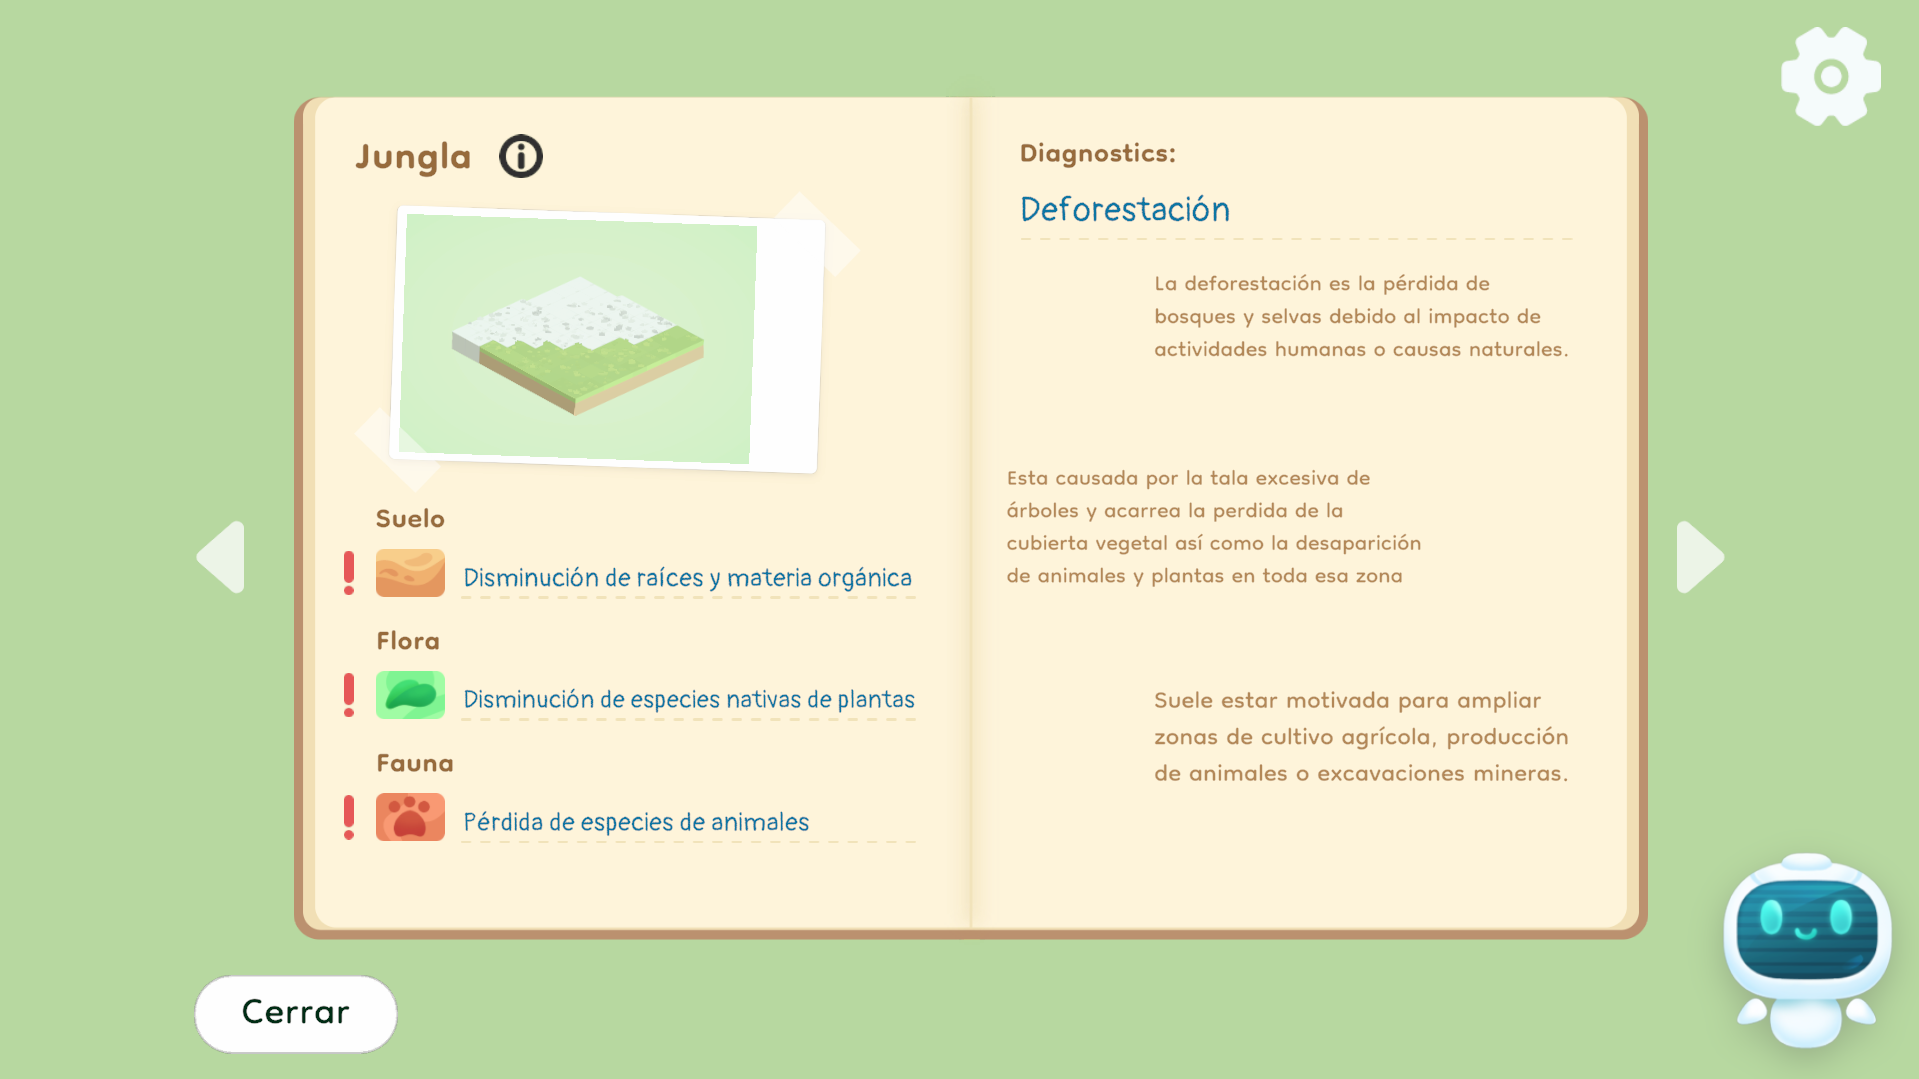 Jungla
Suelo
Disminución de raíces y materia orgánica
Flora
Disminución de especies nativas de plantas
Fauna
Pérdida de especies de animales
Diagnostics:
Deforestación
La deforestación es la pérdida de
bosques y selvas debido al impacto de
actividades humanas o causas naturales.
Esta causada por la tala excesiva de
árboles y acarrea la perdida de la
cubierta vegetal así como la desaparición
de animales y plantas en toda esa zona
Suele estar motivada para ampliar
zonas de cultivo agrícola, producción
de animales o excavaciones mineras.
Cerrar